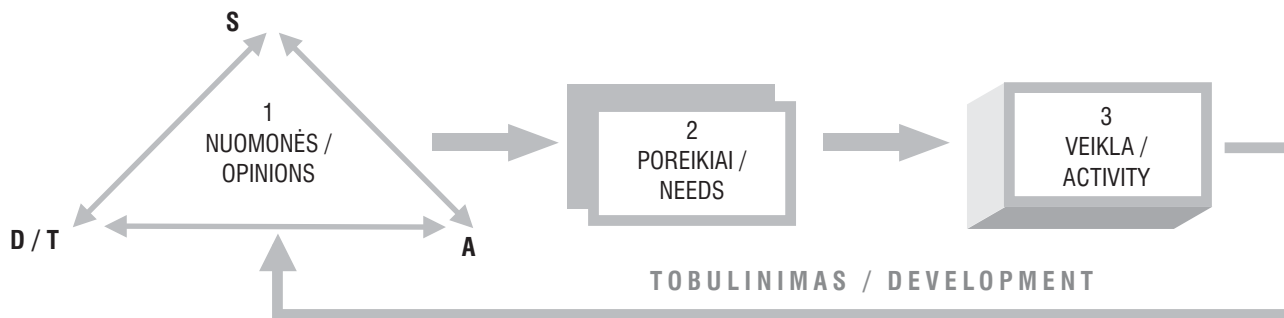 S
1
NUOMONĖS /
OPINIONS
D / T
A
2
POREIKIAI /
NEEDS
3
VEIKLA /
ACTIVITY
TOBULINIMAS / DEVELOPMENT